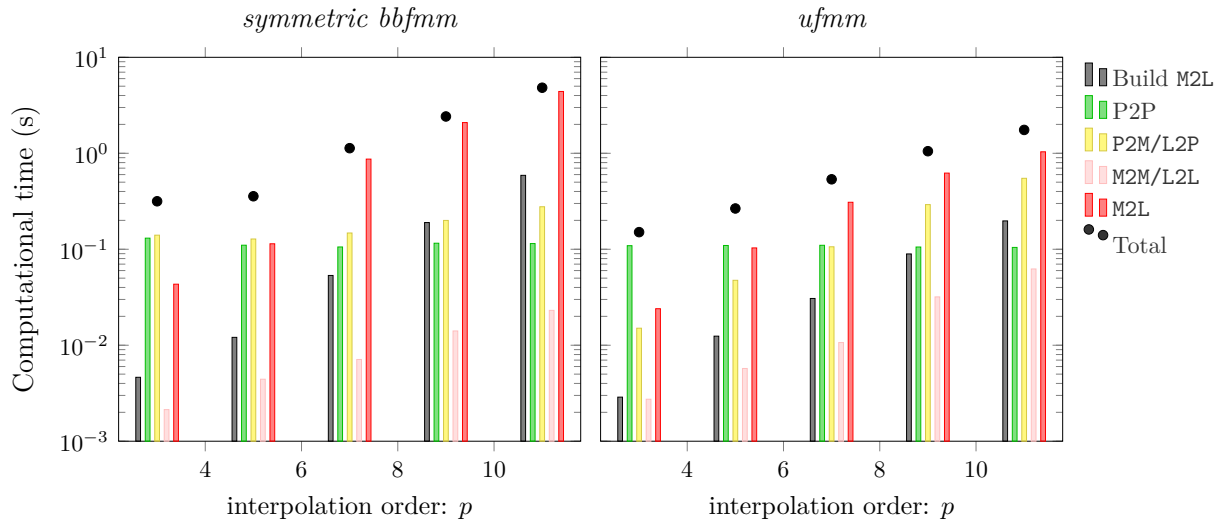 symmetric bbfmm
ufmm
Computational time (s)
10^1
10^0
10^−1
10^−2
10^−3
4 6 8 10
4 6 8 10
interpolation order: p
interpolation order: p
Build M2L
P2P
P2M/L2P
M2M/L2L
M2L
Total